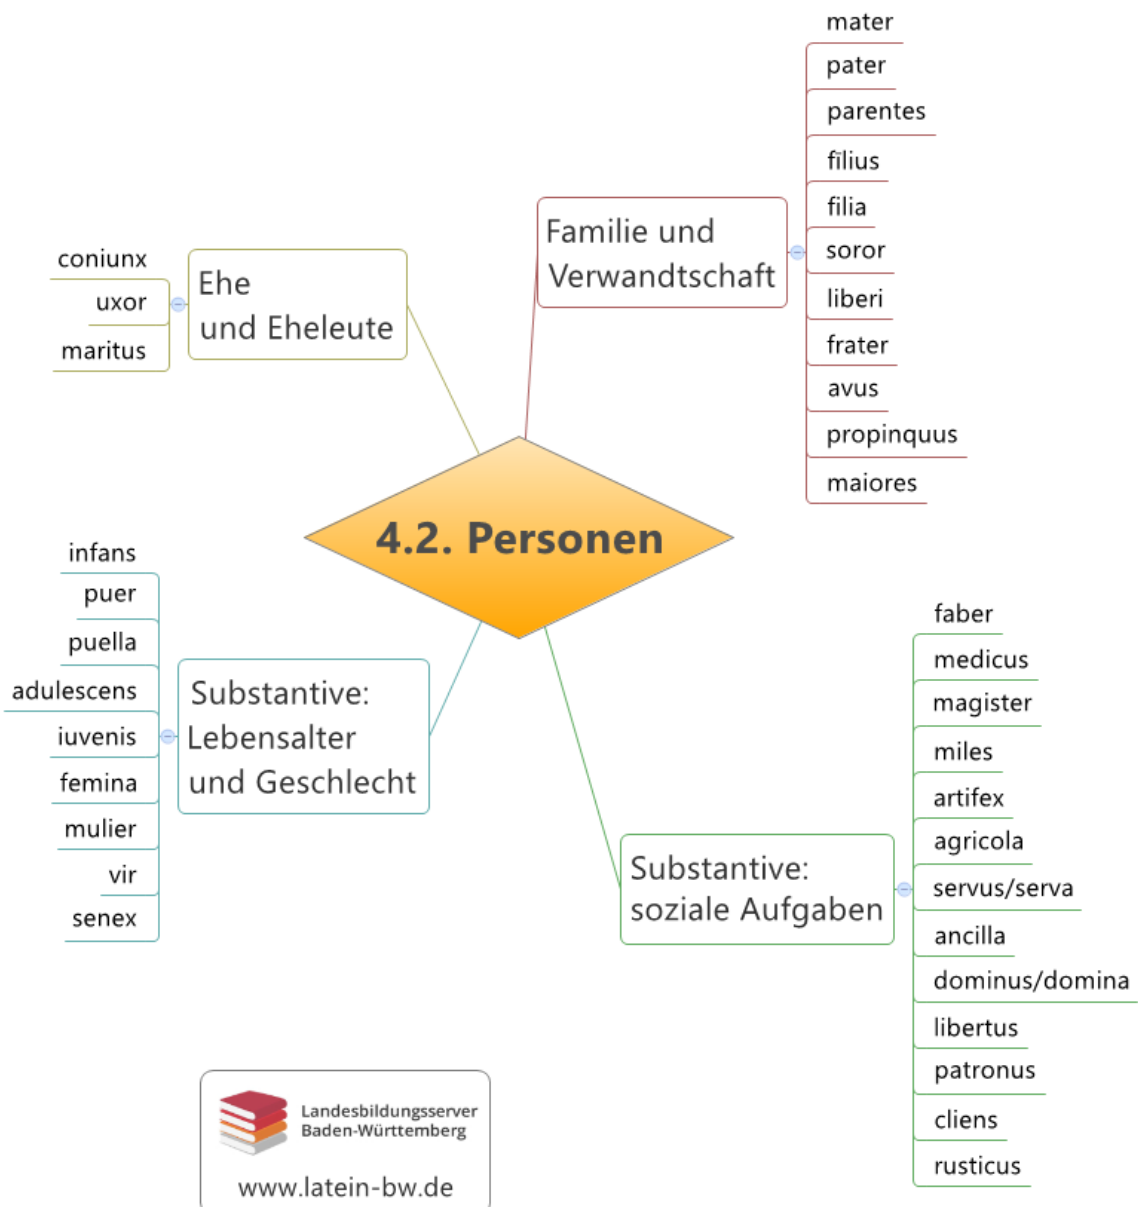 4.2. Personen
Familie und
Verwandtschaft
mater
pater
parentes
fīlius
filia
soror
liberi
frater
avus
propinquus
maiores
Substantive:
soziale Aufgaben
faber
medicus
magister
miles
artifex
agricola
servus/serva
ancilla
dominus/domina
libertus
patronus
cliens
rusticus
Ehe
und Eheleute
coniunx
uxor
maritus
Substantive:
Lebensalter
und Geschlecht
infans
puer
puella
adulescens
iuvenis
femina
mulier
vir
senex
Landesbildungsserver
Baden-Württemberg
www.latein-bw.de